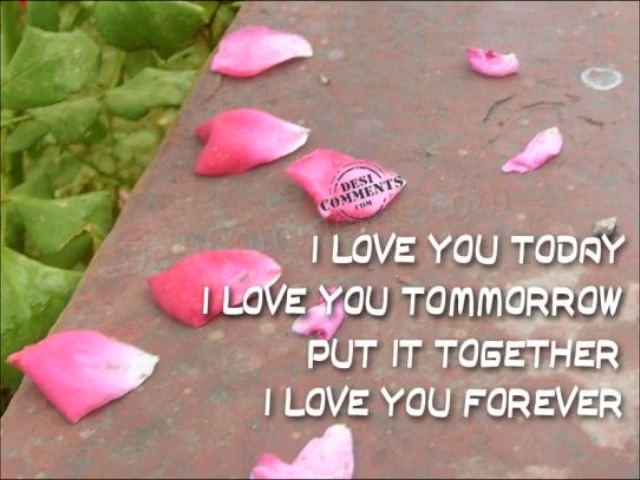 DESI
COMMENTS
.COM
I LOVE YOU TODAY
I LOVE YOU TOMMORROW
PUT IT TOGETHER
I LOVE YOU FOREVER